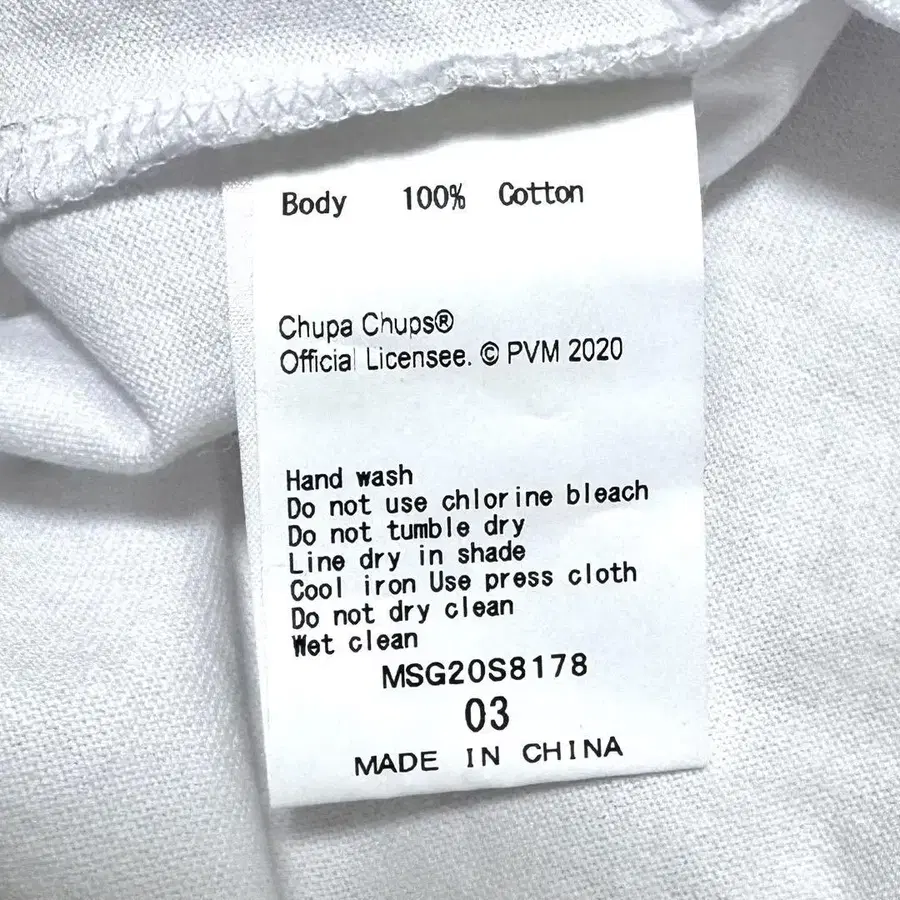 Body 100% Cotton
Chupa Chups®
Official Licensee. © PVM 2020
Hand wash
Do not use chlorine bleach
Do not tumble dry
Line dry in shade
Cool iron Use press cloth
Do not dry clean
Wet clean
MSG20S8178
03
MADE IN CHINA